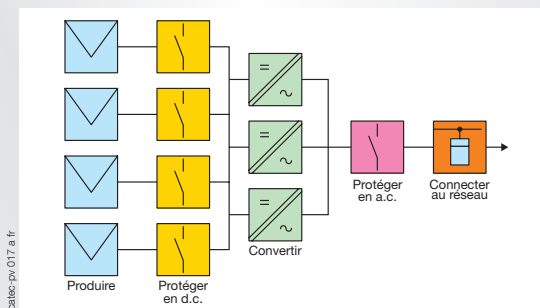 Produire
Protéger
en d.c.
Convertir
Protéger
en a.c.
Connecter
au réseau
catec-pv 017 a fr